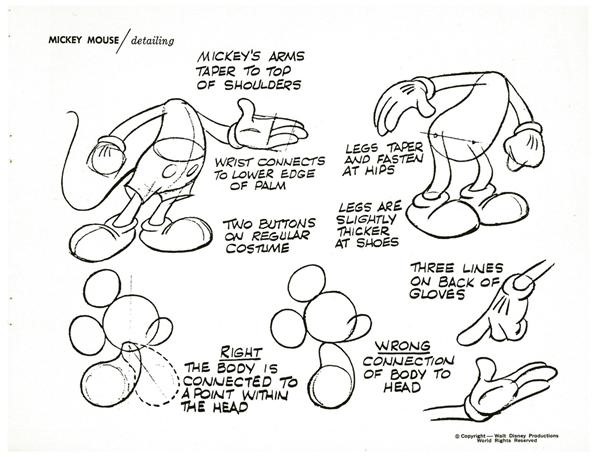 MICKEY MOUSE / detailing
MICKEY'S ARMS
TAPER TO TOP
OF SHOULDERS
WRIST CONNECTS
TO LOWER EDGE
OF PALM
TWO BUTTONS
ON REGULAR
COSTUME
LEGS TAPER
AND FASTEN
AT HIPS
LEGS ARE
SLIGHTLY
THICKER
AT SHOES
THREE LINES
ON BACK OF
GLOVES
RIGHT
THE BODY IS
CONNECTED TO
A POINT WITHIN
THE HEAD
WRONG
CONNECTION
OF BODY TO
HEAD
© Copyright — Walt Disney Productions
World Rights Reserved